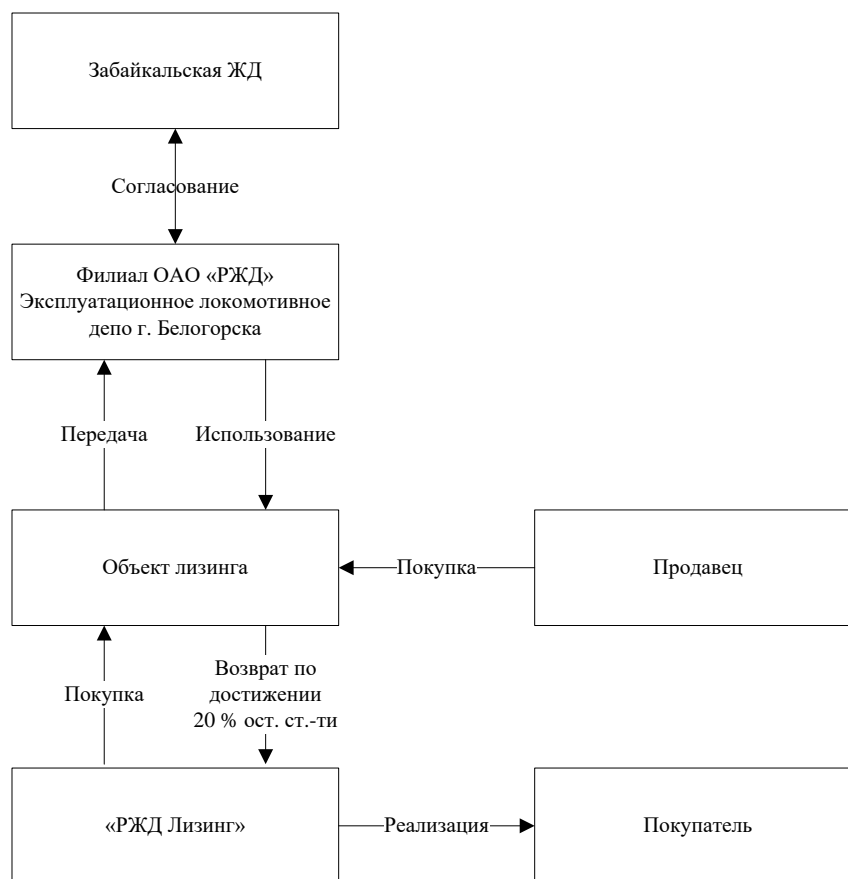 Забайкальская ЖД
Согласование
Филиал ОАО «РЖД»
Эксплуатационное локомотивное
депо г. Белогорска
Передача
Использование
Объект лизинга
Покупка
Продавец
Покупка
Возврат по
достижении
20 % ост. ст.-ти
«РЖД Лизинг»
Реализация
Покупатель